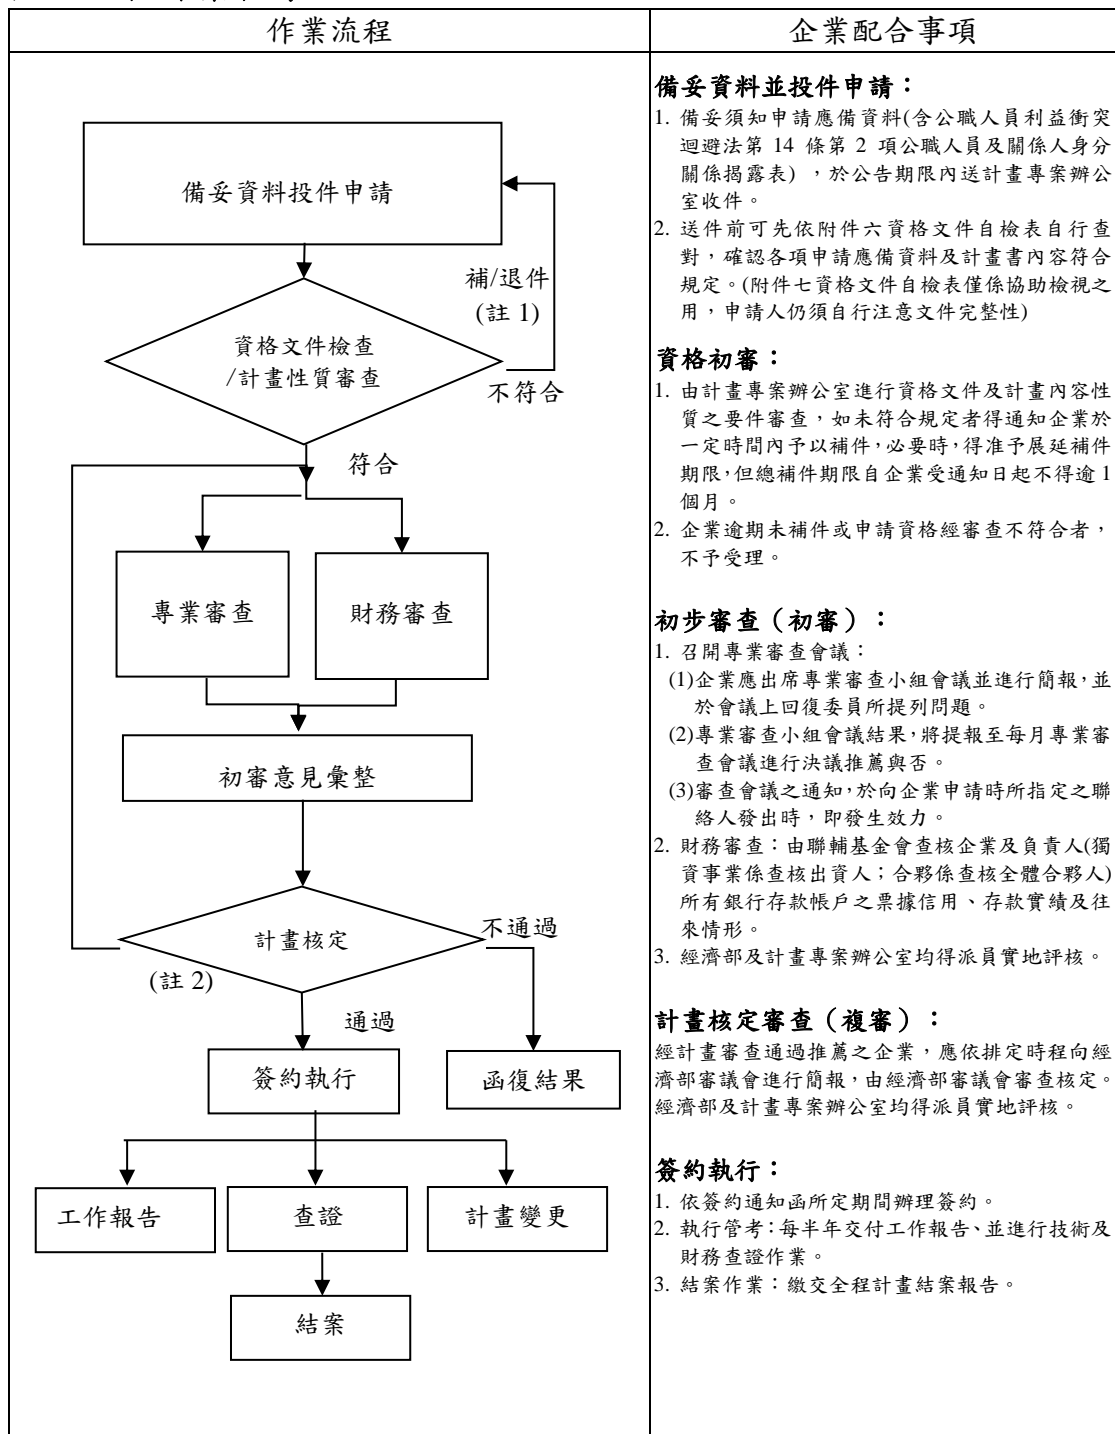 作業流程
企業配合事項
備妥資料投件申請
補/退件
(註 1)
資格文件檢查
/計畫性質審查
不符合
符合
專業審查
財務審查
初審意見彙整
計畫核定
不通過
(註 2)
通過
簽約執行
函復結果
工作報告
查證
計畫變更
結案
備妥資料並投件申請：
1. 備妥須知申請應備資料(含公職人員利益衝突
迴避法第 14 條第 2 項公職人員及關係人身分
關係揭露表) ，於公告期限內送計畫專案辦公
室收件。
2. 送件前可先依附件六資格文件自檢表自行查
對，確認各項申請應備資料及計畫書內容符合
規定。(附件七資格文件自檢表僅係協助檢視之
用，申請人仍須自行注意文件完整性)
資格初審：
1. 由計畫專案辦公室進行資格文件及計畫內容性
質之要件審查，如未符合規定者得通知企業於
一定時間內予以補件，必要時，得准予展延補件
期限，但總補件期限自企業受通知日起不得逾 1
個月。
2. 企業逾期未補件或申請資格經審查不符合者，
不予受理。
初步審查（初審）：
1. 召開專業審查會議：
(1)企業應出席專業審查小組會議並進行簡報，並
於會議上回復委員所提列問題。
(2)專業審查小組會議結果，將提報至每月專業審
查會議進行決議推薦與否。
(3)審查會議之通知，於向企業申請時所指定之聯
絡人發出時，即發生效力。
2. 財務審查：由聯輔基金會查核企業及負責人(獨
資事業係查核出資人；合夥係查核全體合夥人)
所有銀行存款帳戶之票據信用、存款實績及往
來情形。
3. 經濟部及計畫專案辦公室均得派員實地評核。
計畫核定審查（複審）：
經計畫審查通過推薦之企業，應依排定時程向經
濟部審議會進行簡報，由經濟部審議會審查核定。
經濟部及計畫專案辦公室均得派員實地評核。
簽約執行：
1. 依簽約通知函所定期間辦理簽約。
2. 執行管考：每半年交付工作報告、並進行技術及
財務查證作業。
3. 結案作業：繳交全程計畫結案報告。